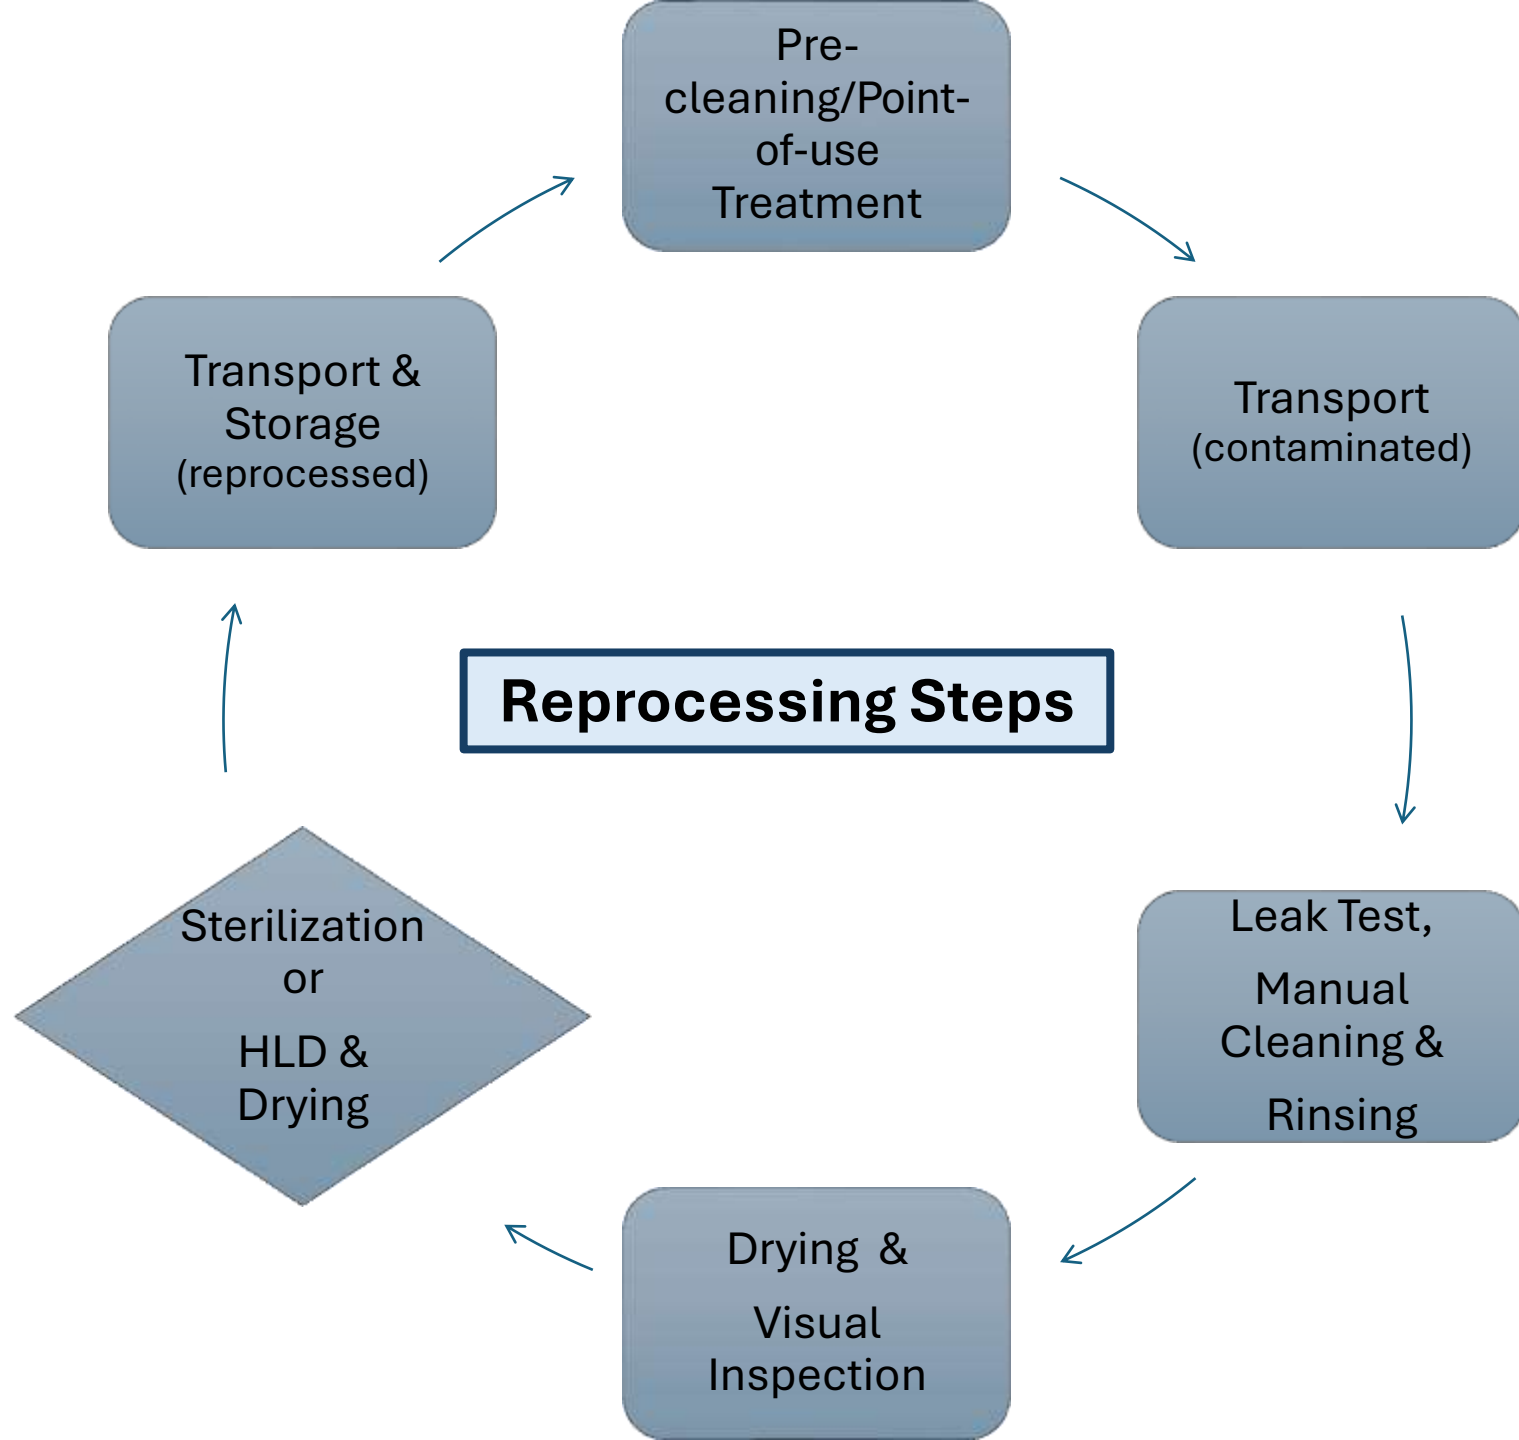 Pre-
cleaning/Point-
of-use
Treatment
Transport
(contaminated)
Leak Test,
Manual
Cleaning &
Rinsing
Drying &
Visual
Inspection
Sterilization
or
HLD &
Drying
Transport &
Storage
(reprocessed)
Reprocessing Steps